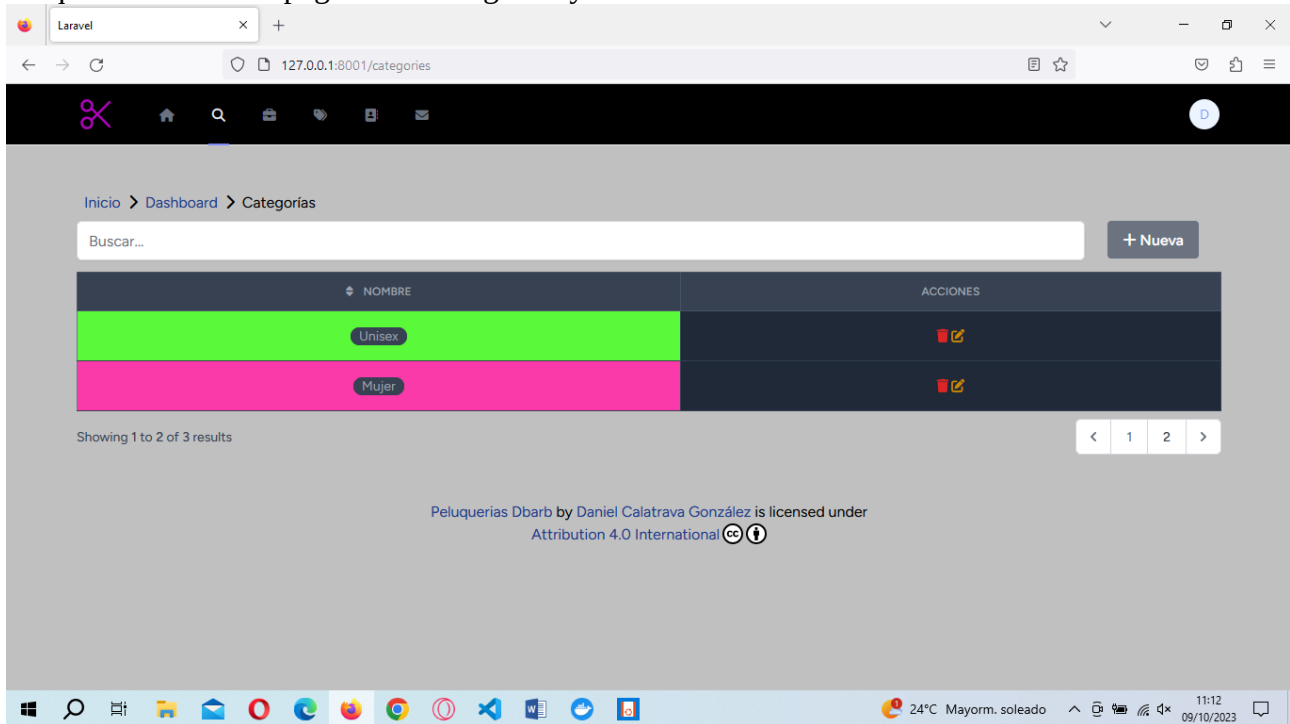 Laravel
127.0.0.1:8001/categories
D
Inicio Dashboard Categorías
Buscar...
+ Nueva
NOMBRE ACCIONES
Unisex
Mujer
Showing 1 to 2 of 3 results
1 2
Peluquerias Dbarb by Daniel Calatrava González is licensed under
Attribution 4.0 International
24°C Mayorm. soleado
11:12
09/10/2023